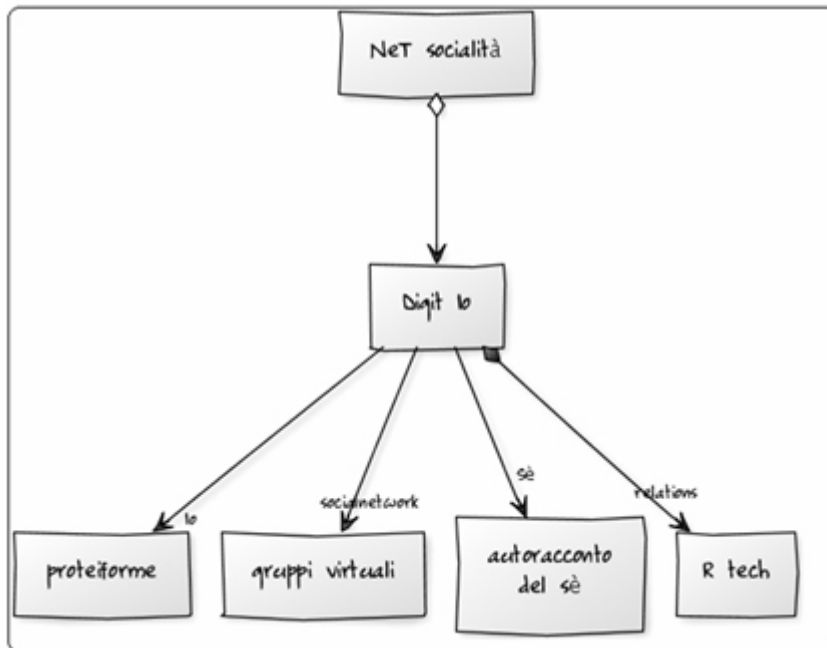 NeT socialità
Digit Io
Io
socialnetwork
sè
relations
proteiforme
gruppi virtuali
autoracconto
del sè
R tech